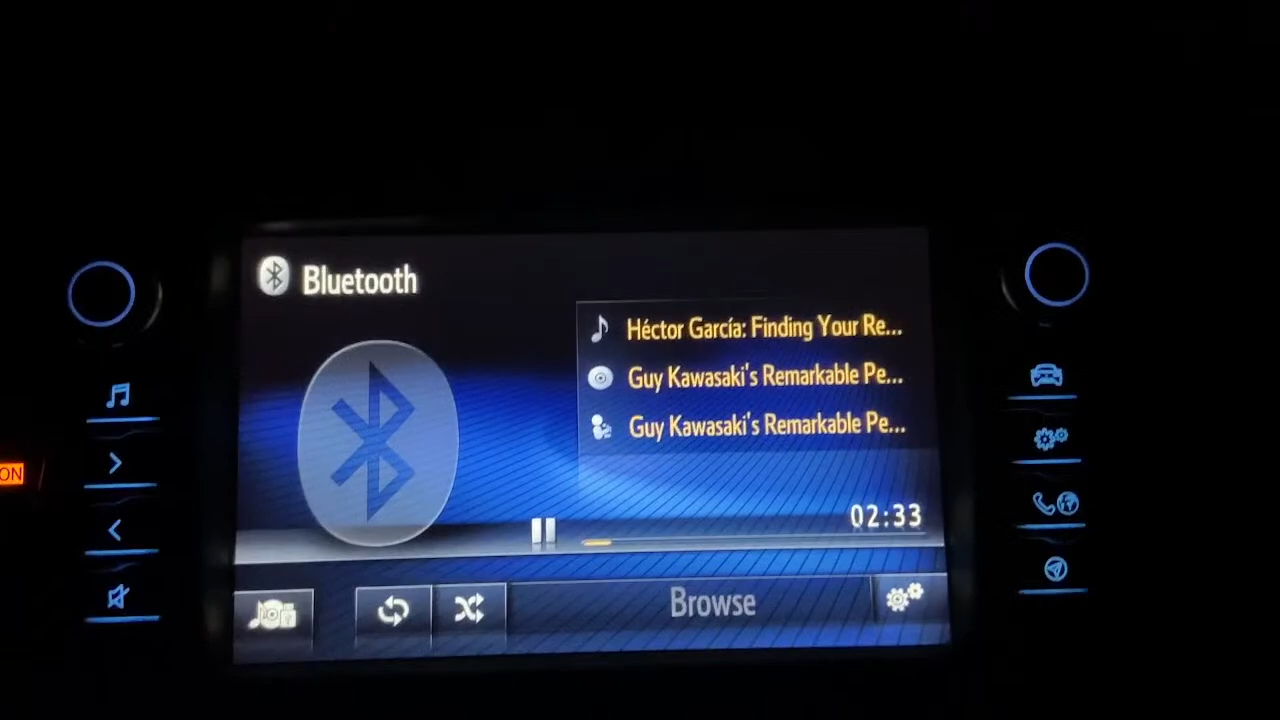 Bluetooth
Héctor García: Finding Your Re...
Guy Kawasaki's Remarkable Pe...
Guy Kawasaki's Remarkable Pe...
ON
02:33
Browse